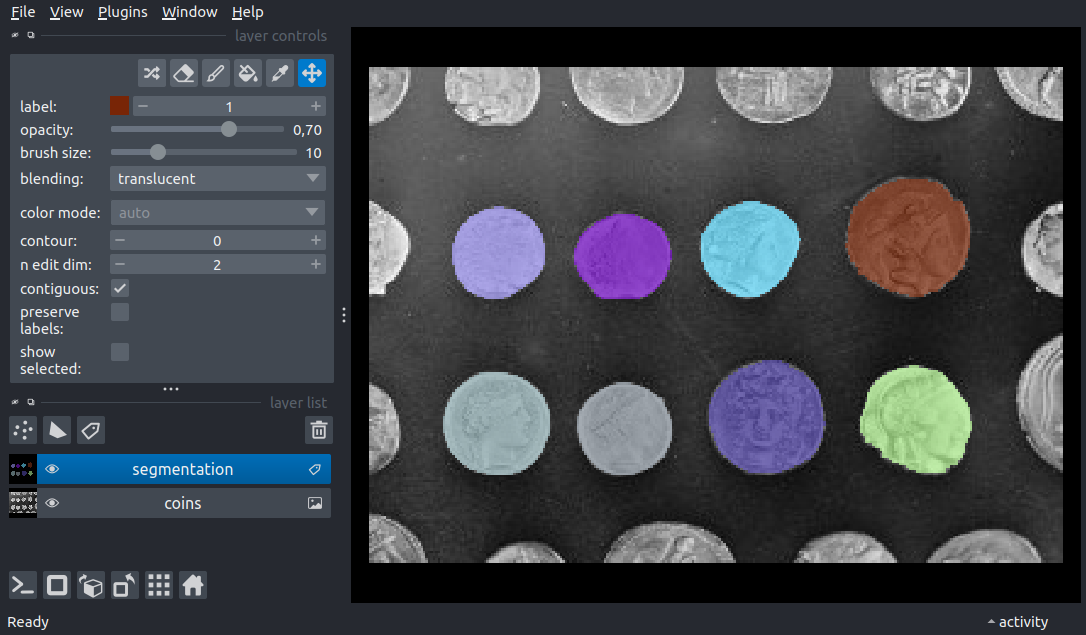 File View Plugins Window Help
layer controls
label: 1
opacity: 0,70
brush size: 10
blending: translucent
color mode: auto
contour: 0
n edit dim: 2
contiguous:
preserve
labels:
show
selected:
layer list
segmentation
coins
Ready
activity